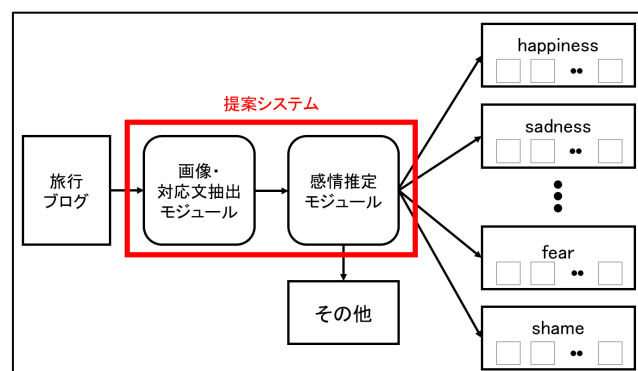 提案システム
旅行
ブログ
画像・
対応文抽出
モジュール
感情推定
モジュール
その他
happiness
sadness
fear
shame